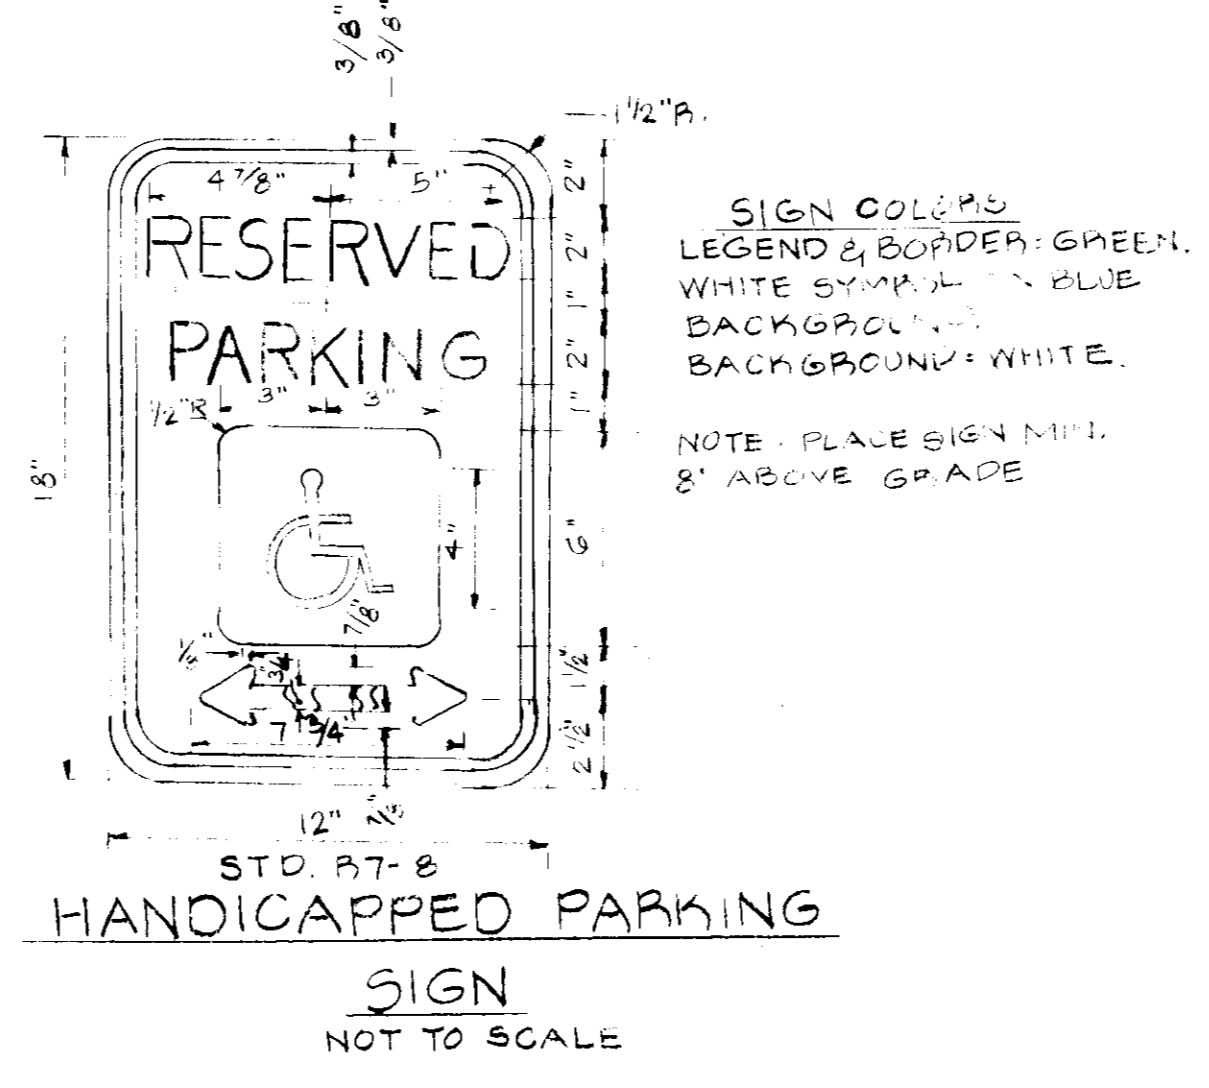 3/8" 3/8"
1 1/2"R.
4 7/8" 5" 2"
RESERVED 2"
1"
PARKING 2"
1/2"R 3" 3" 1"
18"
4" 6"
7/8"
3/4" 1 1/2"
7 3/4" 2 1/2"
12"
STD. R7-8
HANDICAPPED PARKING
SIGN
NOT TO SCALE
SIGN COLORS
LEGEND & BORDER: GREEN.
WHITE SYMBOL ON BLUE
BACKGROUND.
BACKGROUND: WHITE.
NOTE: PLACE SIGN MIN.
8' ABOVE GRADE